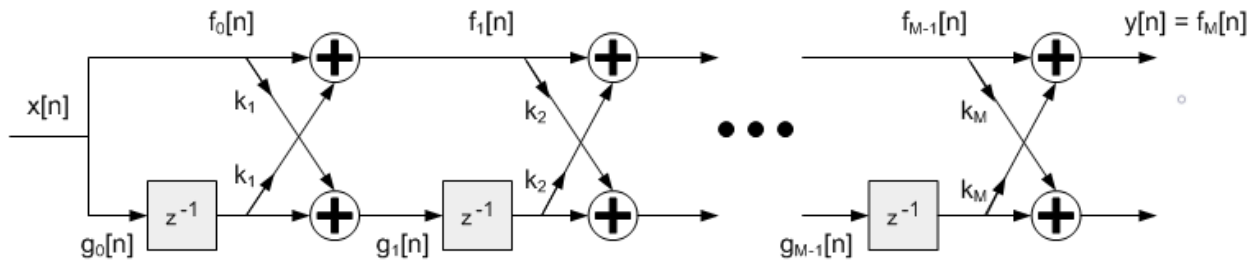 f₀[n]
f₁[n]
f_{M-1}[n]
y[n] = f_M[n]
x[n]
k₁
k₂
k_M
k₁
k₂
k_M
z⁻¹
z⁻¹
z⁻¹
g₀[n]
g₁[n]
g_{M-1}[n]